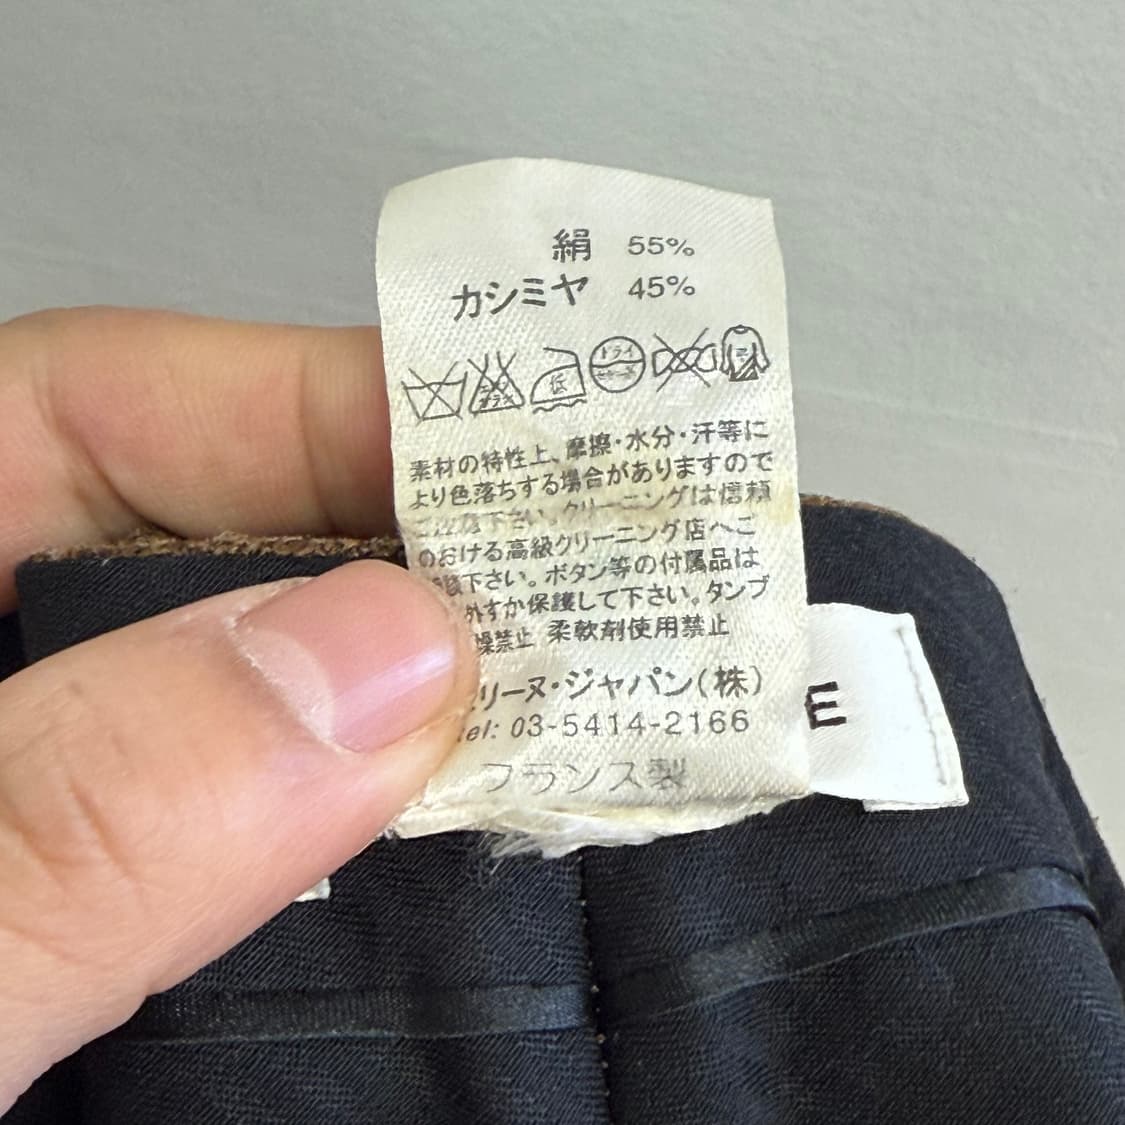 絹 55%
カシミヤ 45%
低
ドライ
素材の特性上、摩擦・水分・汗等に
より色落ちする場合がありますので
ご注意下さい。クリーニングは信頼
のおける高級クリーニング店へご
下さい。ボタン等の付属品は
外すか保護して下さい。タンブ
燥禁止 柔軟剤使用禁止
リーヌ・ジャパン(株)
tel: 03-5414-2166
フランス製
E